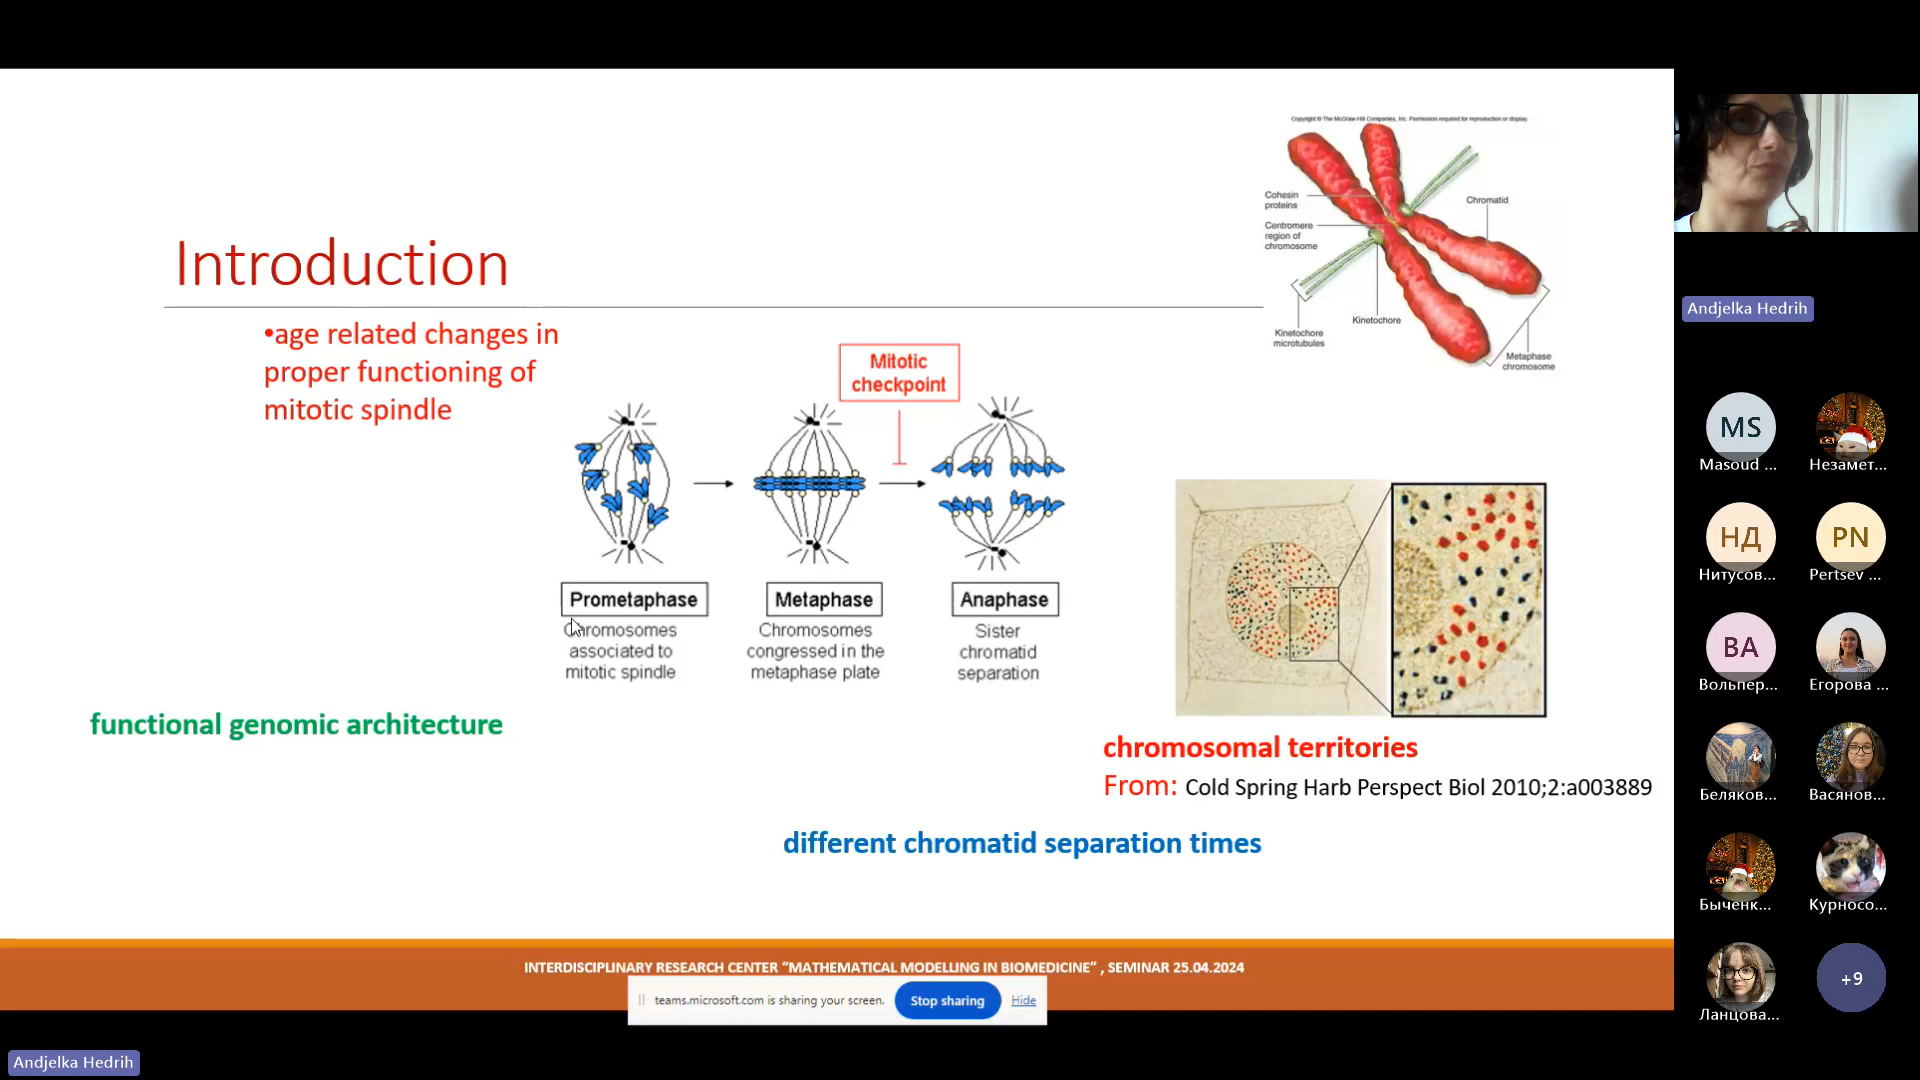 Copyright © The McGraw-Hill Companies, Inc. Permission required for reproduction or display.
Cohesin
proteins
Centromere
region of
chromosome
Chromatid
Kinetochore
Kinetochore
microtubules
Metaphase
chromosome
Introduction
•age related changes in
proper functioning of
mitotic spindle
Mitotic
checkpoint
Prometaphase
Chromosomes
associated to
mitotic spindle
Metaphase
Chromosomes
congressed in the
metaphase plate
Anaphase
Sister
chromatid
separation
functional genomic architecture
chromosomal territories
From: Cold Spring Harb Perspect Biol 2010;2:a003889
different chromatid separation times
INTERDISCIPLINARY RESEARCH CENTER “MATHEMATICAL MODELLING IN BIOMEDICINE” , SEMINAR 25.04.2024
teams.microsoft.com is sharing your screen.
Stop sharing
Hide
Andjelka Hedrih
Andjelka Hedrih
MS
Masoud ...
Незамет...
НД
Нитусов...
PN
Pertsev ...
ВА
Вольпер...
Егорова ...
Беляков...
Васянов...
Быченк...
Курносо...
Ланцова...
+9